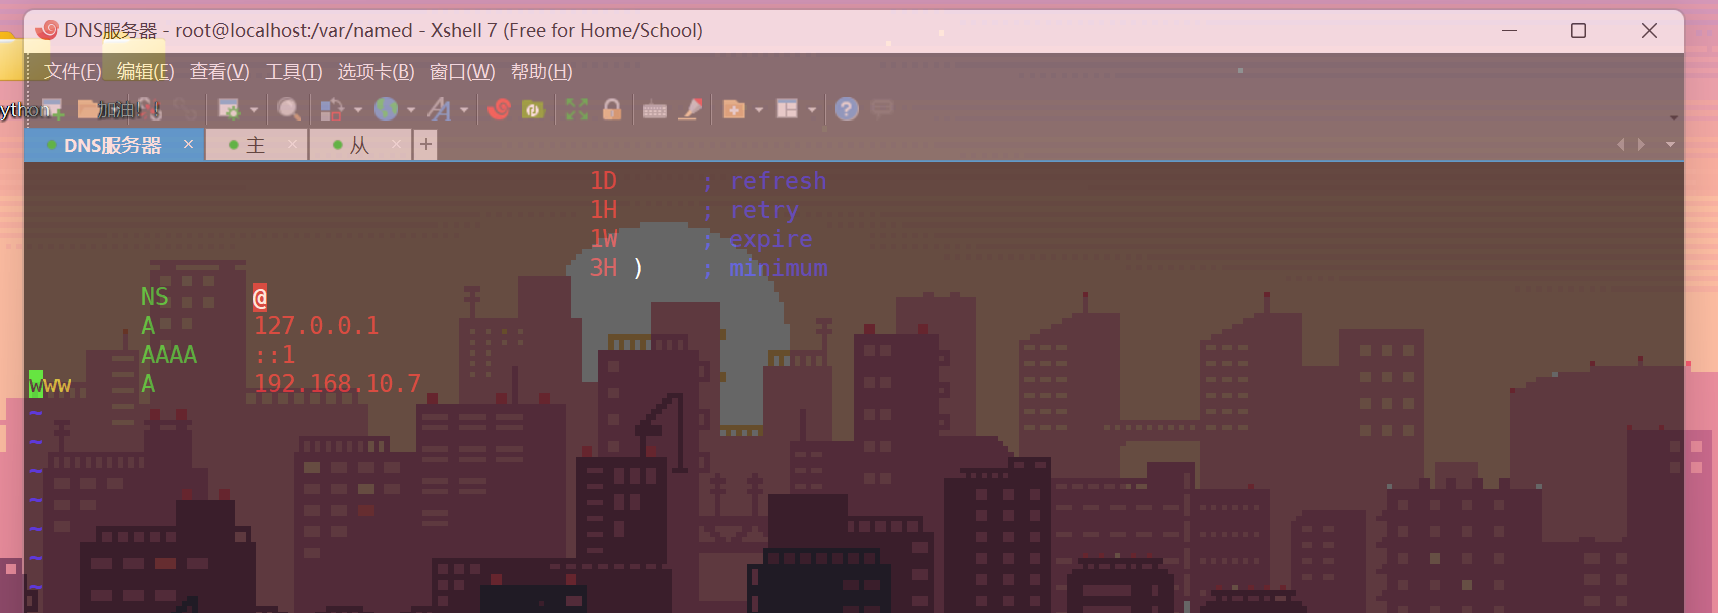 DNS服务器 - root@localhost:/var/named - Xshell 7 (Free for Home/School)
文件(F) 编辑(E) 查看(V) 工具(T) 选项卡(B) 窗口(W) 帮助(H)
ython
加油!
DNS服务器 × 主 × 从 × +
1D ; refresh
1H ; retry
1W ; expire
3H ) ; minimum
NS @
A 127.0.0.1
AAAA ::1
www A 192.168.10.7
~
~
~
~
~
~
~